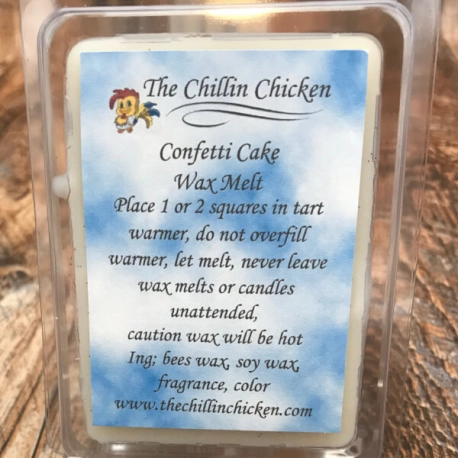 The Chillin Chicken
Confetti Cake
Wax Melt
Place 1 or 2 squares in tart
warmer, do not overfill
warmer, let melt, never leave
wax melts or candles
unattended,
caution wax will be hot
Ing; bees wax, soy wax,
fragrance, color
www.thechillinchicken.com